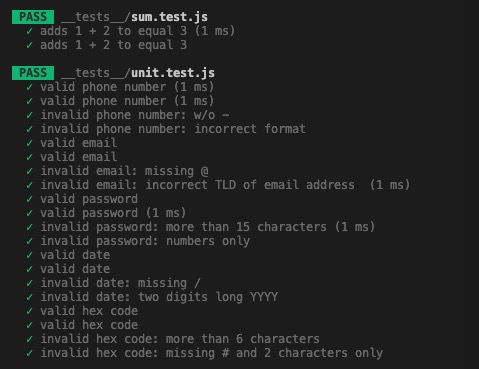 PASS __tests__/sum.test.js
✓ adds 1 + 2 to equal 3 (1 ms)
✓ adds 1 + 2 to equal 3
PASS __tests__/unit.test.js
✓ valid phone number (1 ms)
✓ valid phone number (1 ms)
✓ invalid phone number: w/o -
✓ invalid phone number: incorrect format
✓ valid email
✓ valid email
✓ invalid email: missing @
✓ invalid email: incorrect TLD of email address  (1 ms)
✓ valid password
✓ valid password (1 ms)
✓ invalid password: more than 15 characters (1 ms)
✓ invalid password: numbers only
✓ valid date
✓ valid date
✓ invalid date: missing /
✓ invalid date: two digits long YYYY
✓ valid hex code
✓ valid hex code
✓ invalid hex code: more than 6 characters
✓ invalid hex code: missing # and 2 characters only